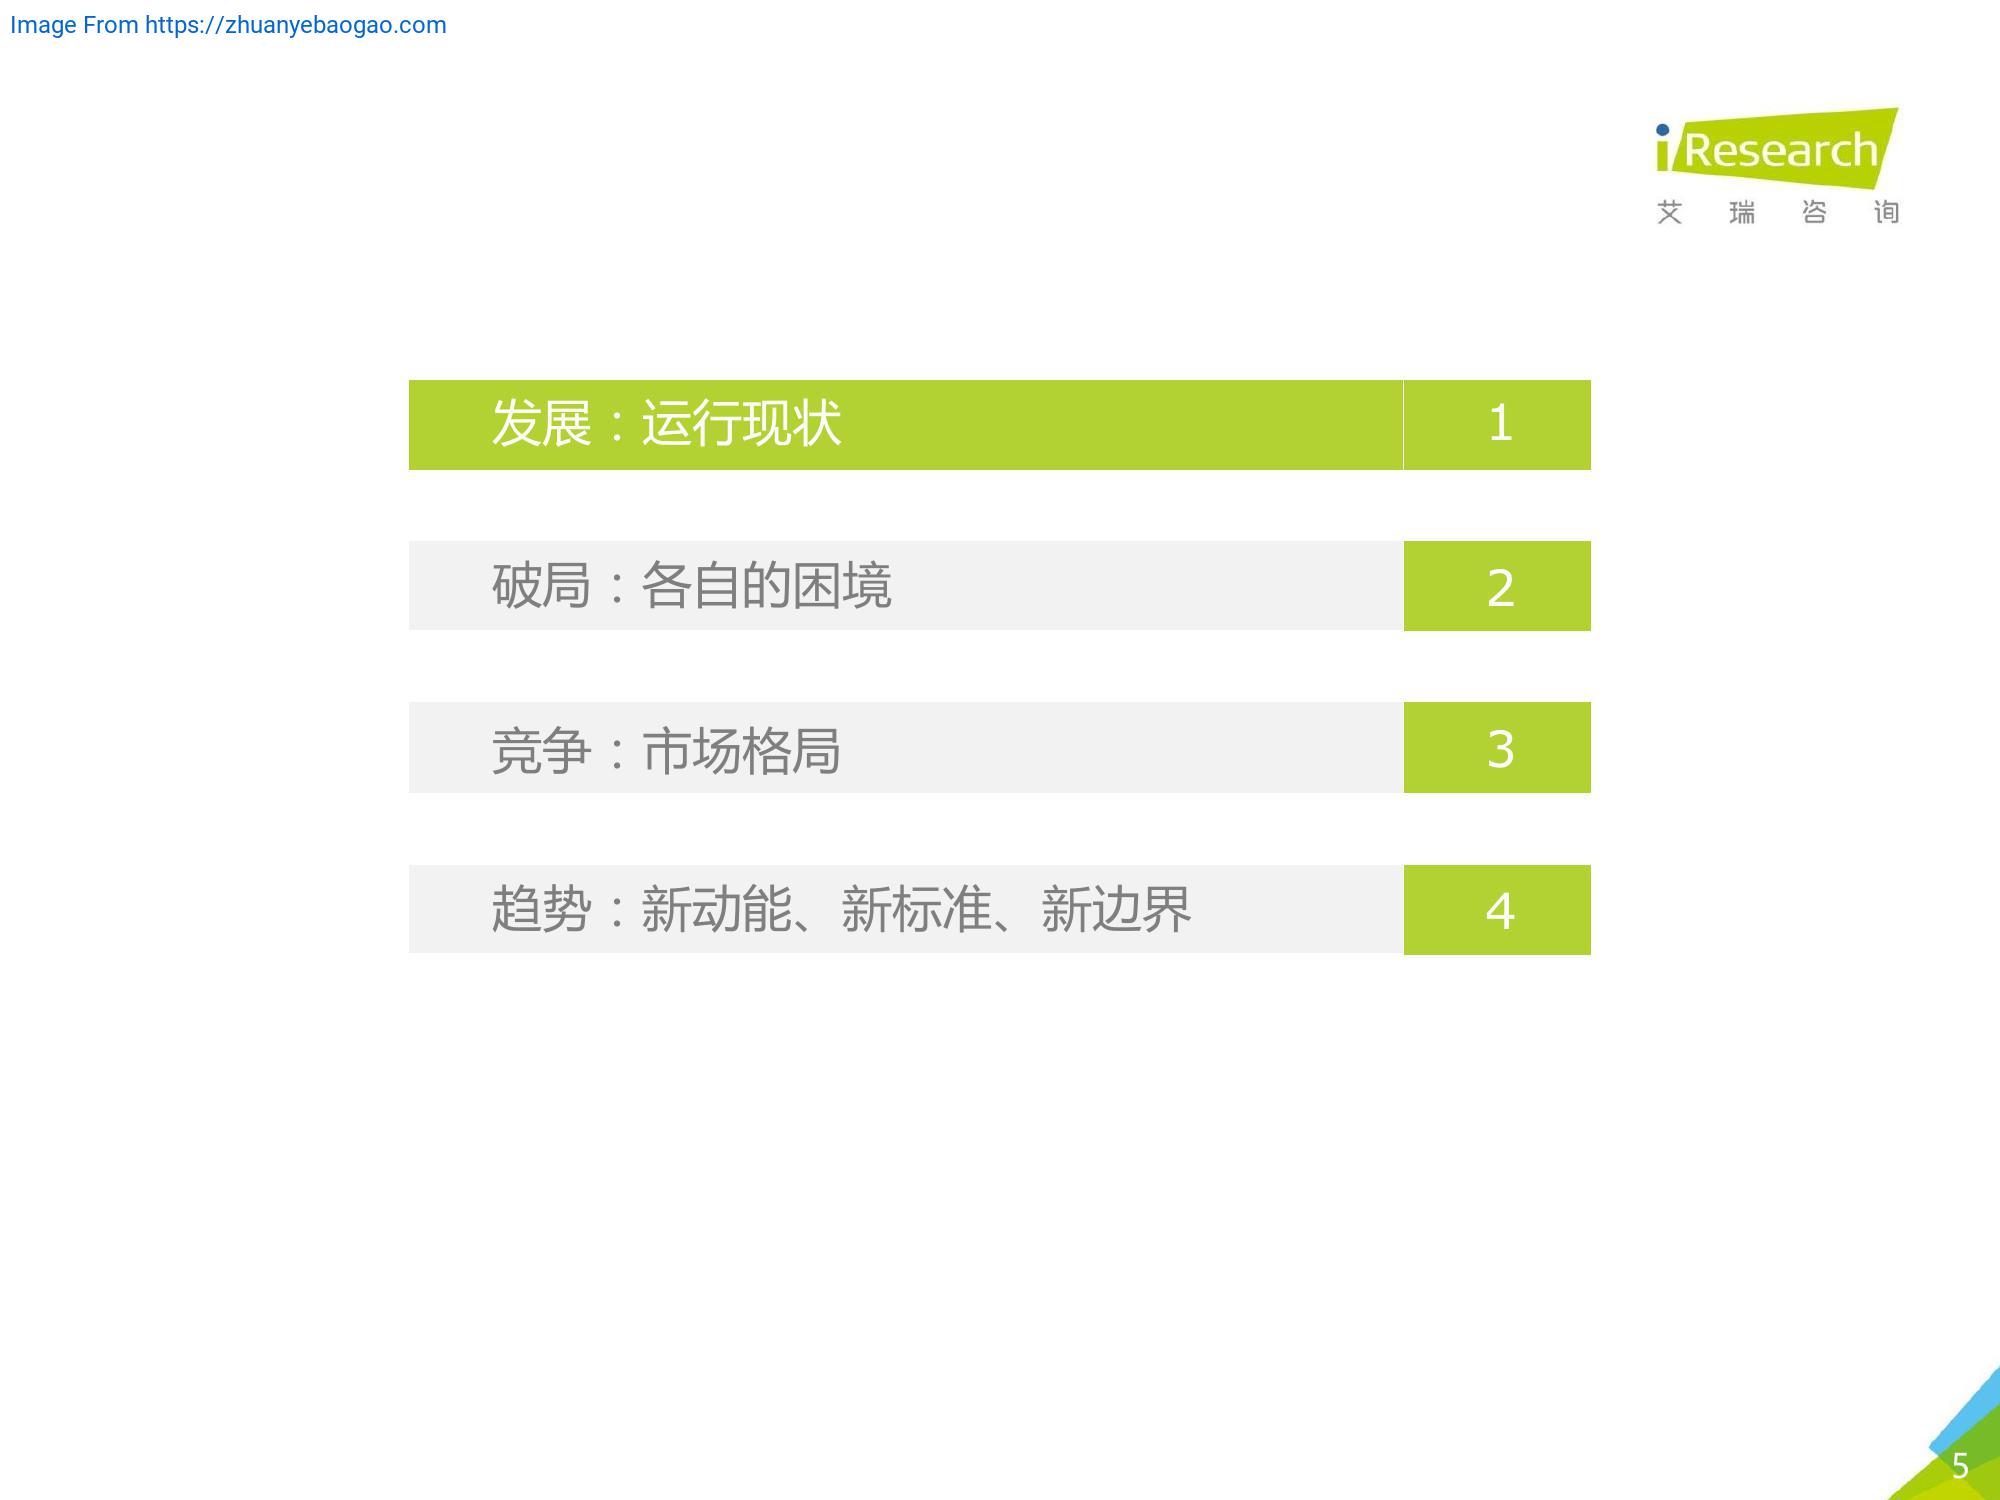 Image From https://zhuanyebaogao.com
iResearch
艾瑞咨询
发展：运行现状 1
破局：各自的困境 2
竞争：市场格局 3
趋势：新动能、新标准、新边界 4
5